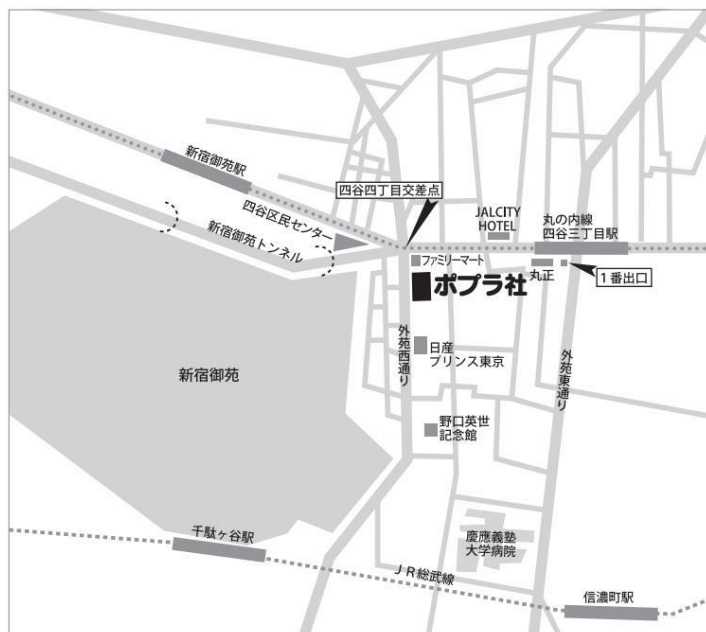 新宿御苑駅
四谷四丁目交差点
四谷区民センター
JALCITY
HOTEL
丸の内線
四谷三丁目駅
新宿御苑トンネル
ファミリーマート
丸正
1番出口
ポプラ社
外苑西通り
日産
プリンス東京
外苑東通り
新宿御苑
野口英世
記念館
千駄ヶ谷駅
慶應義塾
大学病院
JR総武線
信濃町駅